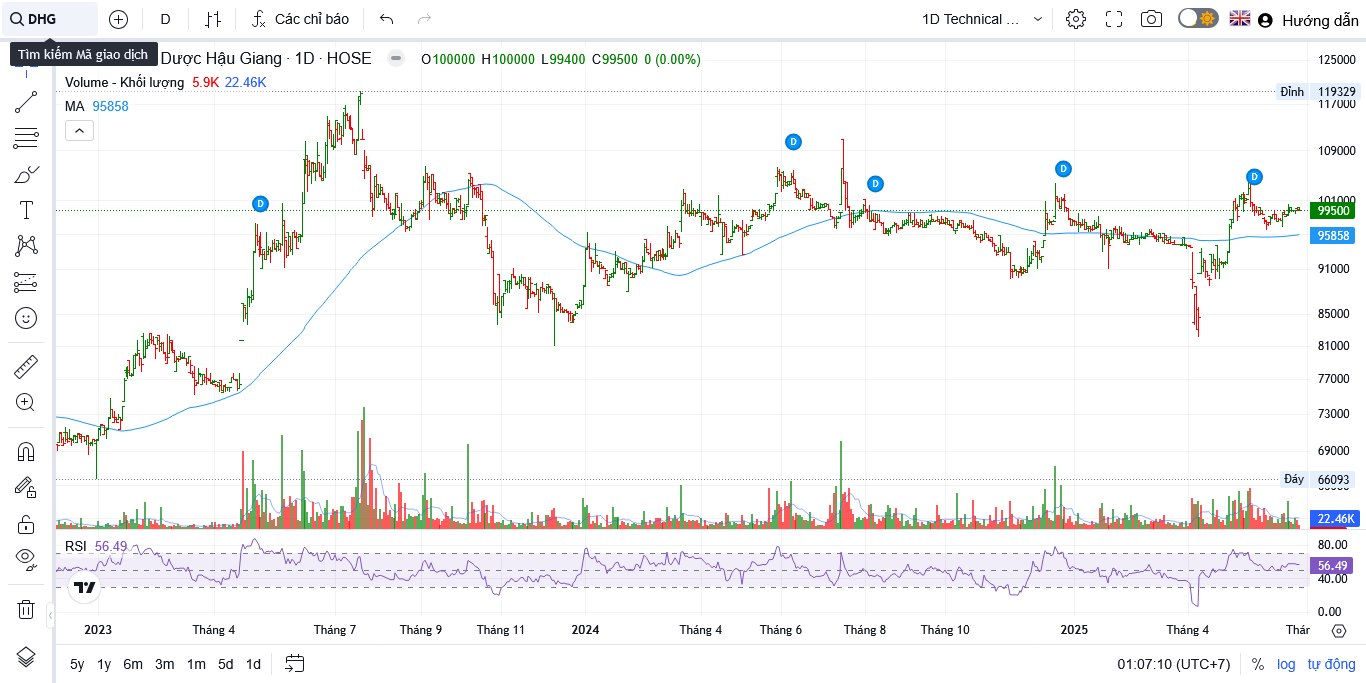 DHG
D
Các chỉ báo
1D Technical ...
Hướng dẫn
Tìm kiếm Mã giao dịch
Dược Hậu Giang · 1D · HOSE
O100000 H100000 L99400 C99500 0 (0.00%)
Volume - Khối lượng 5.9K 22.46K
MA 95858
125000
Đỉnh 119329
117000
109000
101000
99500
95858
91000
85000
81000
77000
73000
69000
Đáy 66093
22.46K
D
D
D
D
D
RSI 56.49
80.00
56.49
40.00
0.00
2023 Tháng 4 Tháng 7 Tháng 9 Tháng 11 2024 Tháng 4 Tháng 6 Tháng 8 Tháng 10 2025 Tháng 4 Thár
5y 1y 6m 3m 1m 5d 1d
01:07:10 (UTC+7) % log tự động